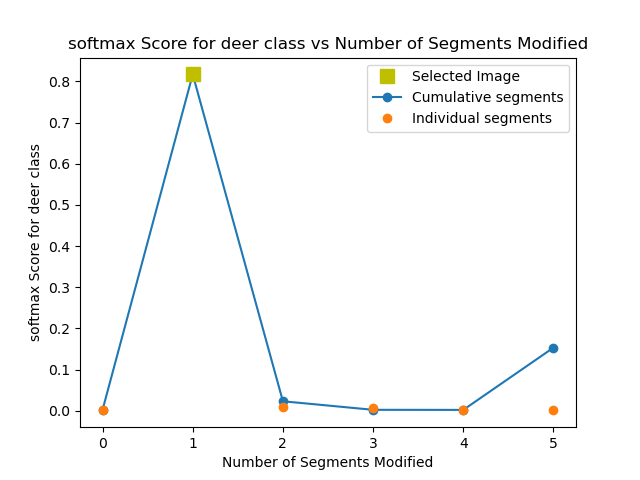 softmax Score for deer class vs Number of Segments Modified
Selected Image
Cumulative segments
Individual segments
softmax Score for deer class
0.8
0.7
0.6
0.5
0.4
0.3
0.2
0.1
0.0
0 1 2 3 4 5
Number of Segments Modified